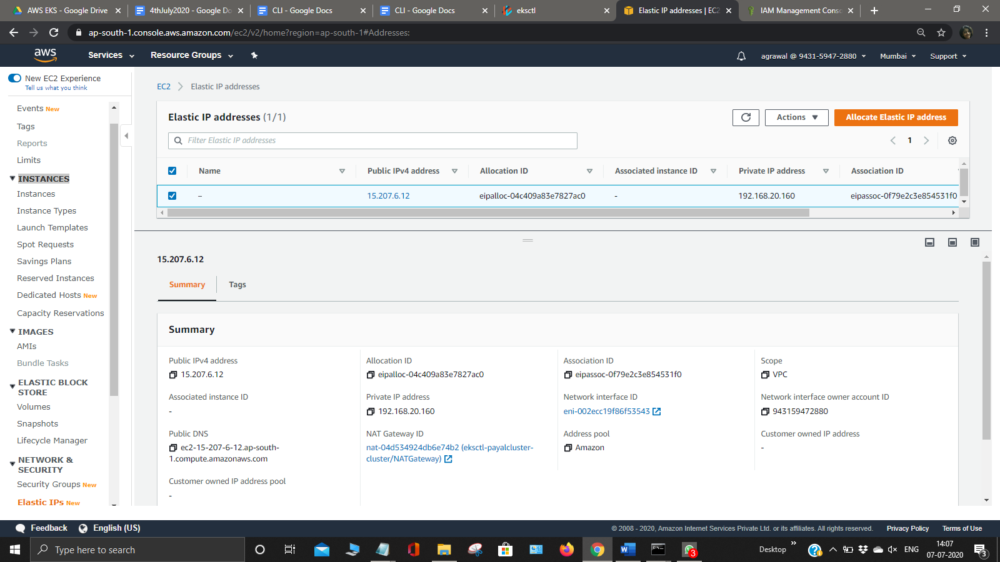 AWS EKS - Google Drive
4thJuly2020 - Google Do
CLI - Google Docs
CLI - Google Docs
eksctl
Elastic IP addresses | EC2
IAM Management Conso
ap-south-1.console.aws.amazon.com/ec2/v2/home?region=ap-south-1#Addresses:
aws
Services
Resource Groups
agrawal @ 9431-5947-2880
Mumbai
Support
New EC2 Experience
Tell us what you think
Events New
Tags
Reports
Limits
INSTANCES
Instances
Instance Types
Launch Templates
Spot Requests
Savings Plans
Reserved Instances
Dedicated Hosts New
Capacity Reservations
IMAGES
AMIs
Bundle Tasks
ELASTIC BLOCK
STORE
Volumes
Snapshots
Lifecycle Manager
NETWORK &
SECURITY
Security Groups New
Elastic IPs New
EC2 Elastic IP addresses
Elastic IP addresses (1/1)
Actions
Allocate Elastic IP address
Filter Elastic IP addresses
1
Name Public IPv4 address Allocation ID Associated instance ID Private IP address Association ID
– 15.207.6.12 eipalloc-04c409a83e7827ac0 - 192.168.20.160 eipassoc-0f79e2c3e854531f0
15.207.6.12
Summary
Tags
Summary
Public IPv4 address
15.207.6.12
Allocation ID
eipalloc-04c409a83e7827ac0
Association ID
eipassoc-0f79e2c3e854531f0
Scope
VPC
Associated instance ID
-
Private IP address
192.168.20.160
Network interface ID
eni-002ecc19f86f53543
Network interface owner account ID
943159472880
Public DNS
ec2-15-207-6-12.ap-south-
1.compute.amazonaws.com
NAT Gateway ID
nat-04d534924db6e74b2 (eksctl-payalcluster-
cluster/NATGateway)
Address pool
Amazon
Customer owned IP address
-
Customer owned IP address pool
-
Feedback
English (US)
© 2008 - 2020, Amazon Internet Services Private Ltd. or its affiliates. All rights reserved.
Privacy Policy
Terms of Use
Type here to search
3
Desktop
ENG
14:07
07-07-2020
3